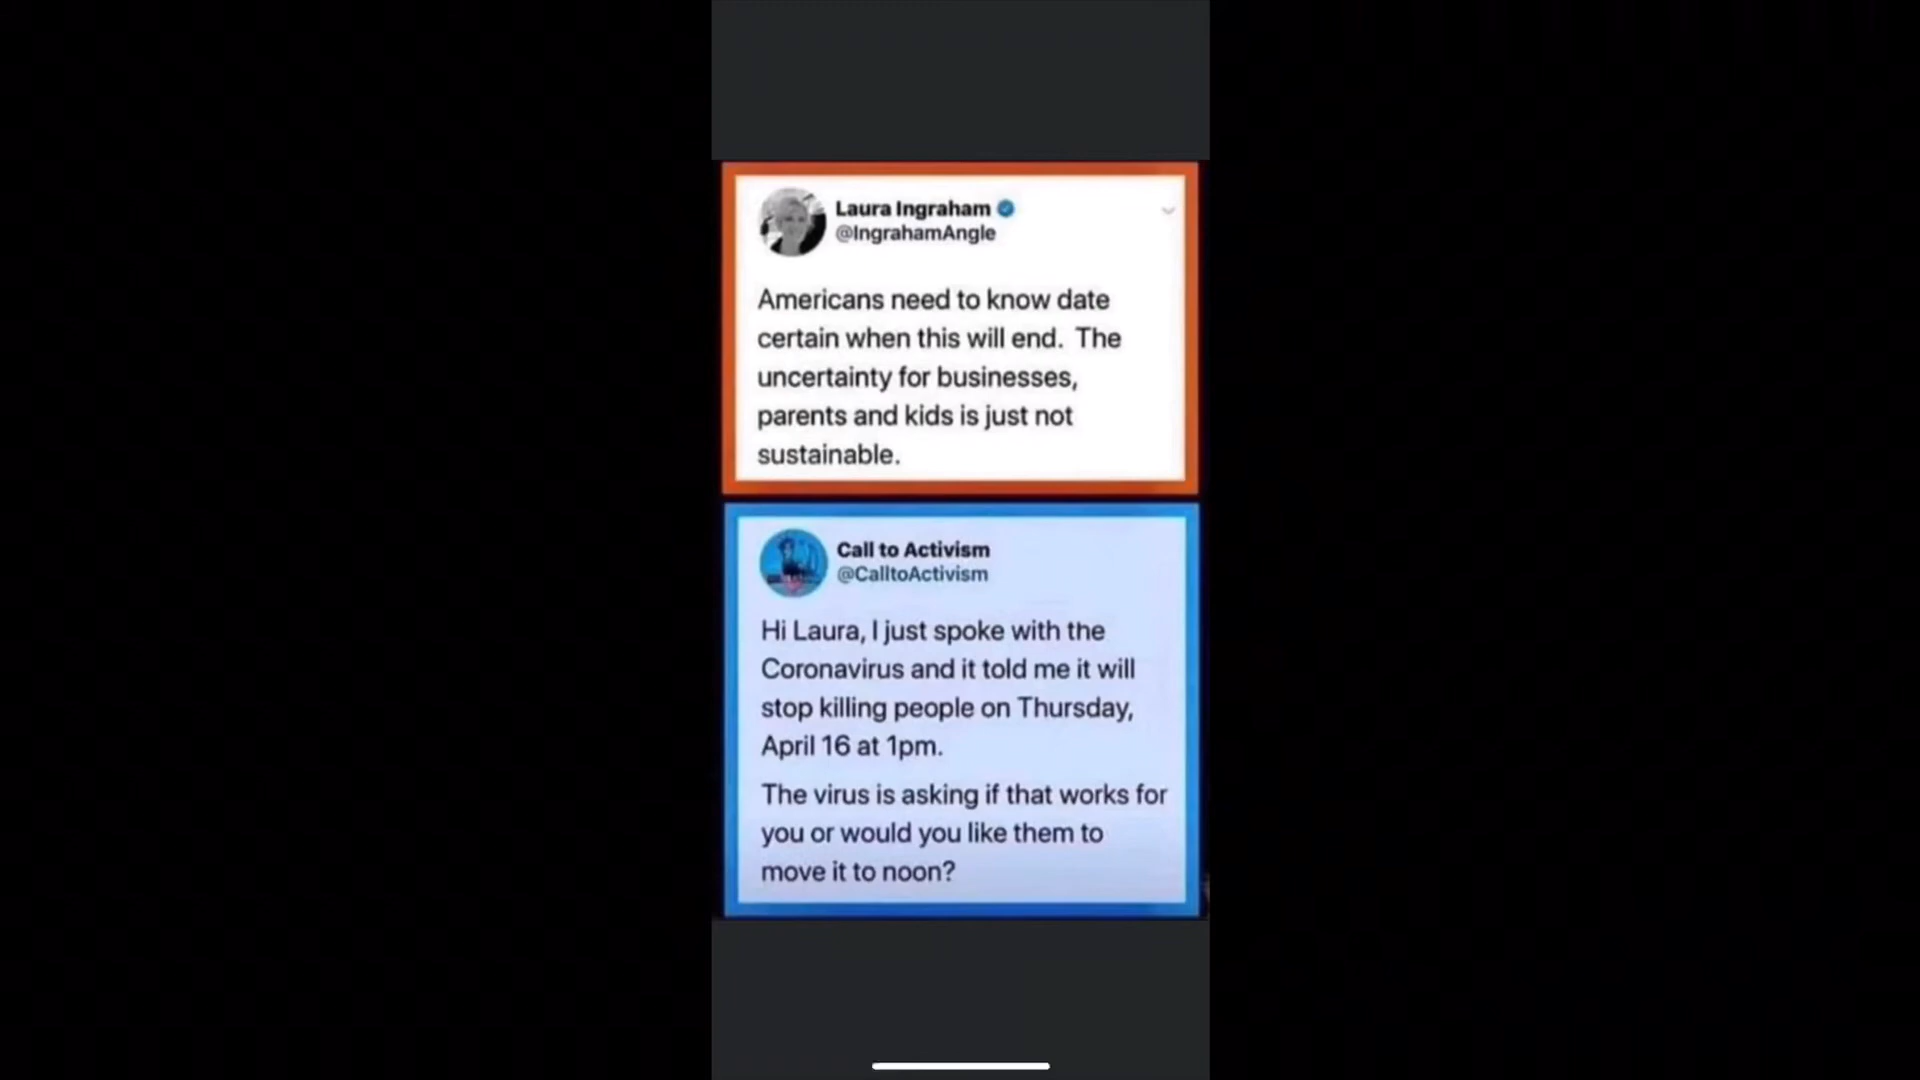 Laura Ingraham
@IngrahamAngle
Americans need to know date
certain when this will end. The
uncertainty for businesses,
parents and kids is just not
sustainable.
Call to Activism
@CalltoActivism
Hi Laura, I just spoke with the
Coronavirus and it told me it will
stop killing people on Thursday,
April 16 at 1pm.
The virus is asking if that works for
you or would you like them to
move it to noon?